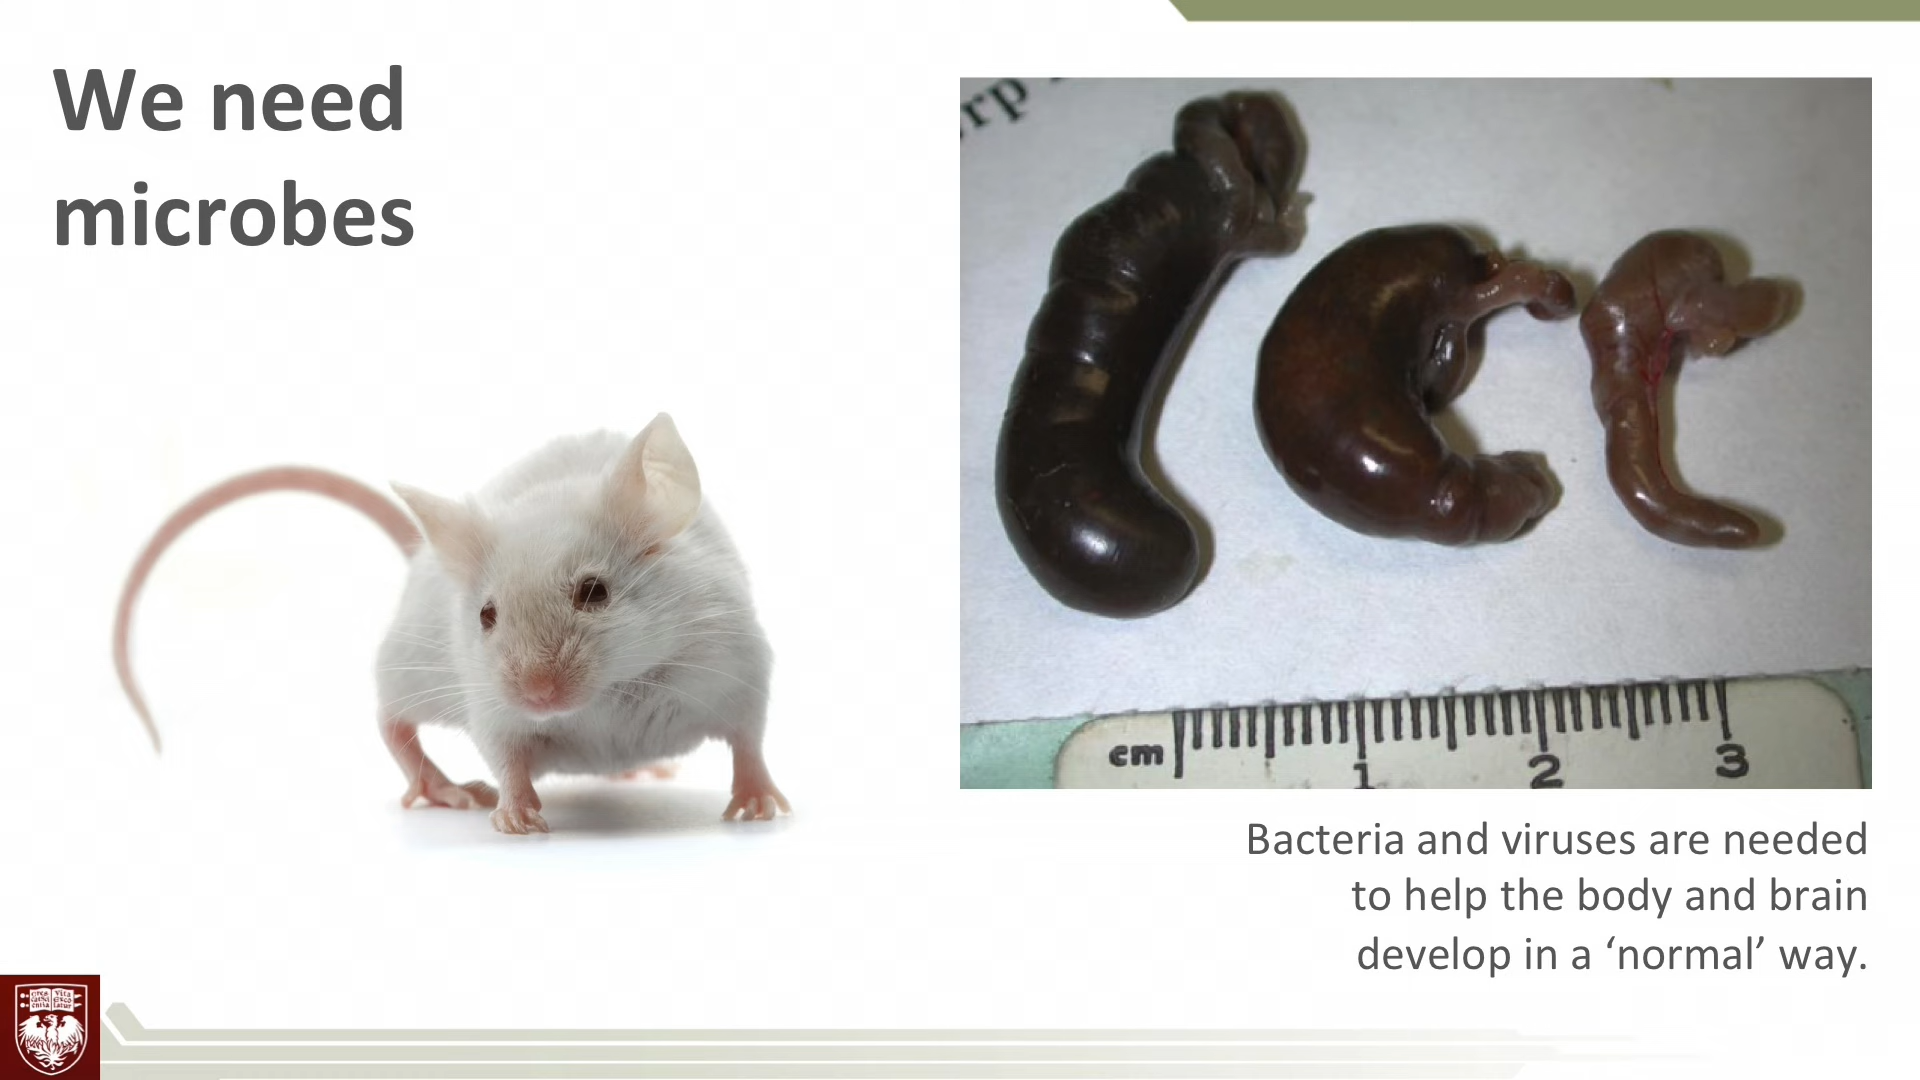 We need
microbes
rp
cm
1
2
3
Bacteria and viruses are needed
to help the body and brain
develop in a ‘normal’ way.